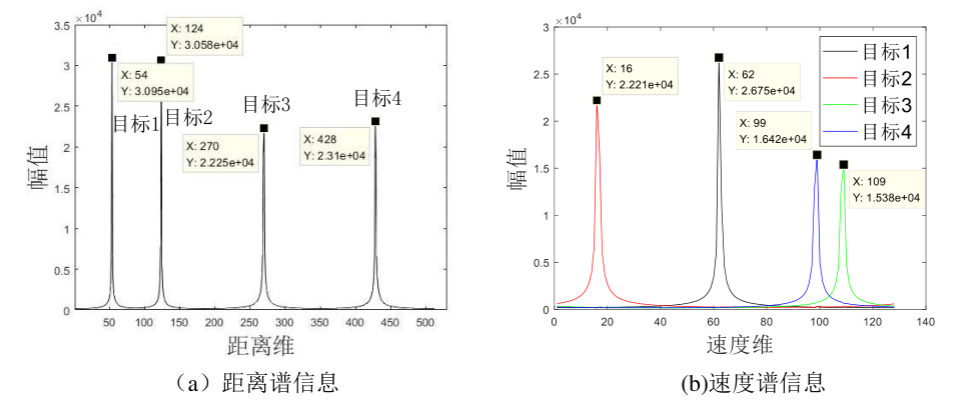 ×10⁴
3.5
3
2.5
2
1.5
1
0.5
0
幅值
50 100 150 200 250 300 350 400 450 500
距离维
X: 124
Y: 3.058e+04
X: 54
Y: 3.095e+04
目标1
目标2
目标3
目标4
X: 270
Y: 2.225e+04
X: 428
Y: 2.31e+04
（a）距离谱信息
×10⁴
3
2.5
2
1.5
1
0.5
0
幅值
0 20 40 60 80 100 120 140
速度维
X: 16
Y: 2.221e+04
X: 62
Y: 2.675e+04
X: 99
Y: 1.642e+04
X: 109
Y: 1.538e+04
目标1
目标2
目标3
目标4
(b)速度谱信息